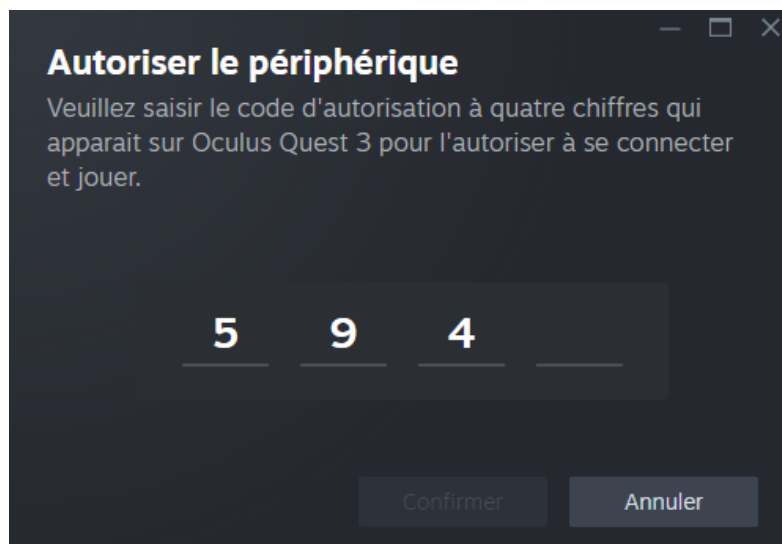 Autoriser le périphérique
Veuillez saisir le code d'autorisation à quatre chiffres qui
apparait sur Oculus Quest 3 pour l'autoriser à se connecter
et jouer.
5 9 4
Confirmer Annuler